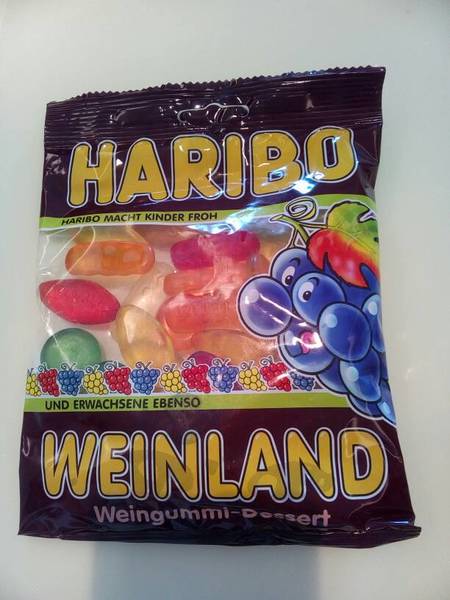 HARIBO
HARIBO MACHT KINDER FROH
UND ERWACHSENE EBENSO
WEINLAND
Weingummi-Dessert